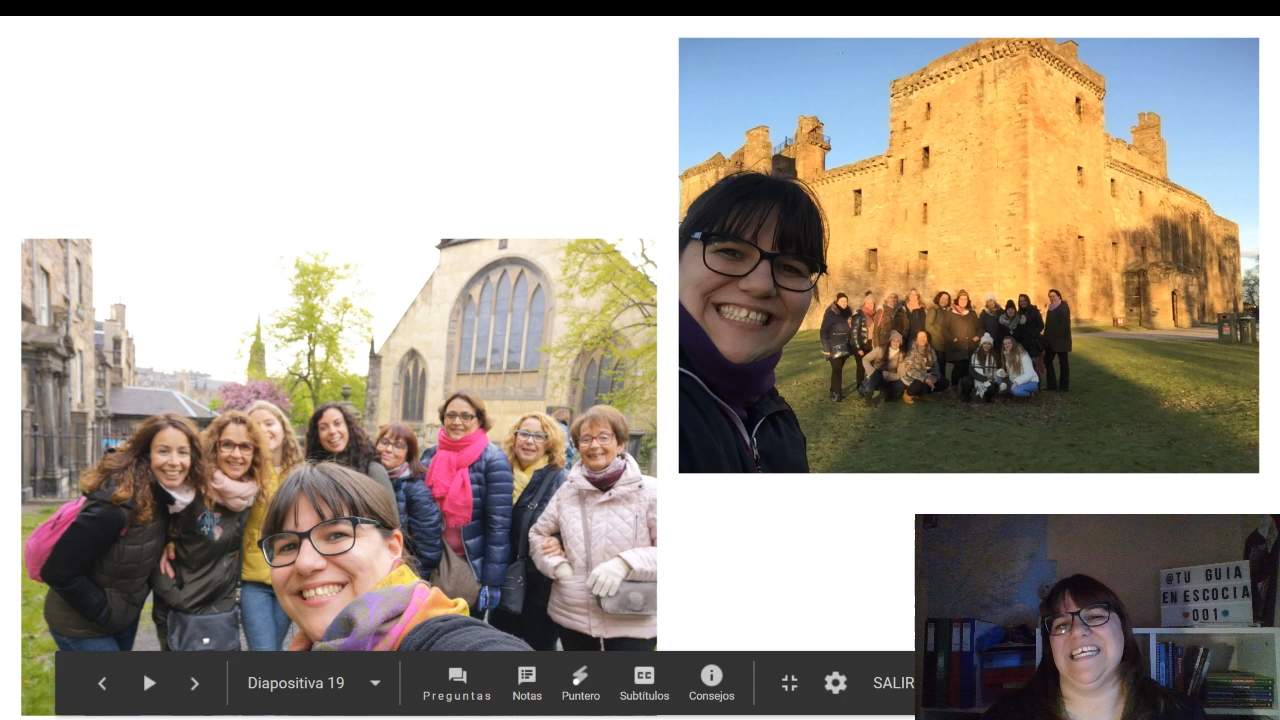 @TU GUIA
EN ESCOCIA
001
Diapositiva 19
Preguntas
Notas
Puntero
Subtítulos
Consejos
SALIR